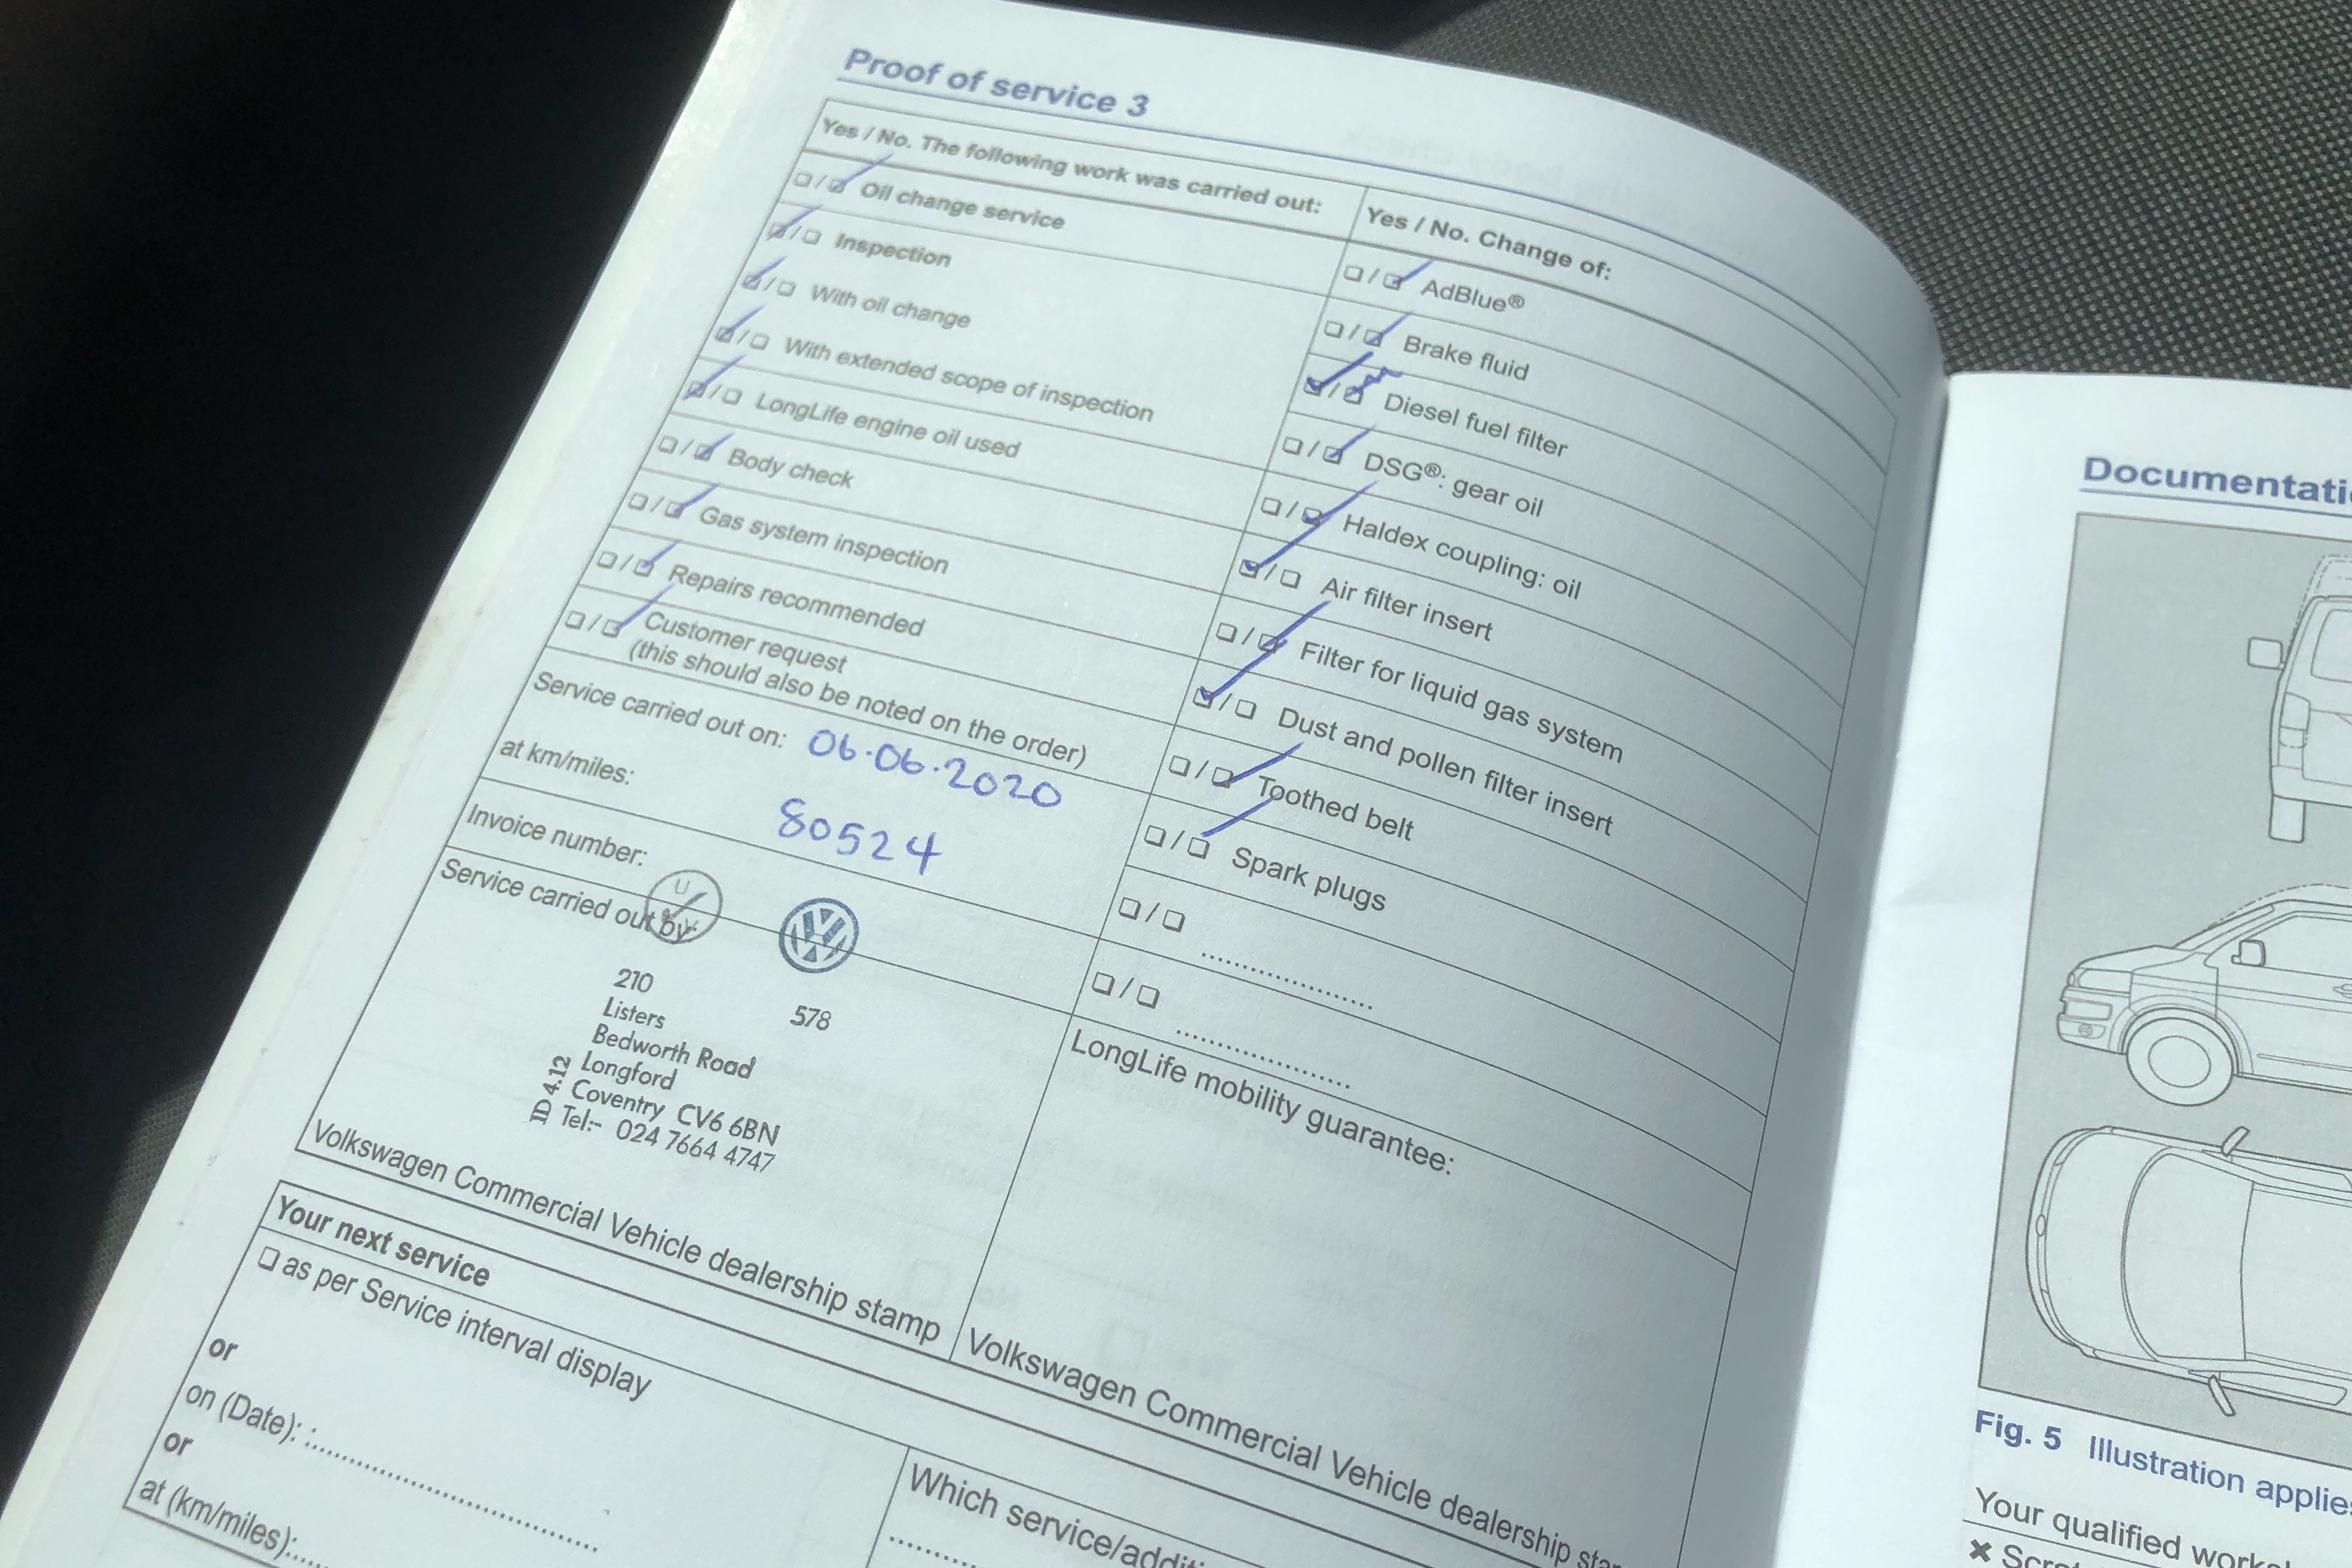 Proof of service 3
Yes / No. The following work was carried out:
Oil change service
Inspection
With oil change
With extended scope of inspection
LongLife engine oil used
Body check
Gas system inspection
Repairs recommended
Customer request
(this should also be noted on the order)
Service carried out on: 06.06.2020
at km/miles: 80524
Invoice number:
Service carried out by:
210
578
Listers
Bedworth Road
Longford
Coventry CV6 6BN
Tel:- 024 7664 4747
ID 4.12
Volkswagen Commercial Vehicle dealership stamp
Yes / No. Change of:
AdBlue®
Brake fluid
Diesel fuel filter
DSG®: gear oil
Haldex coupling: oil
Air filter insert
Filter for liquid gas system
Dust and pollen filter insert
Toothed belt
Spark plugs
LongLife mobility guarantee:
Volkswagen Commercial Vehicle dealership
Your next service
as per Service interval display
or
on (Date):
or
at (km/miles):
Which
Fig. 5 Illustration
Your qualified